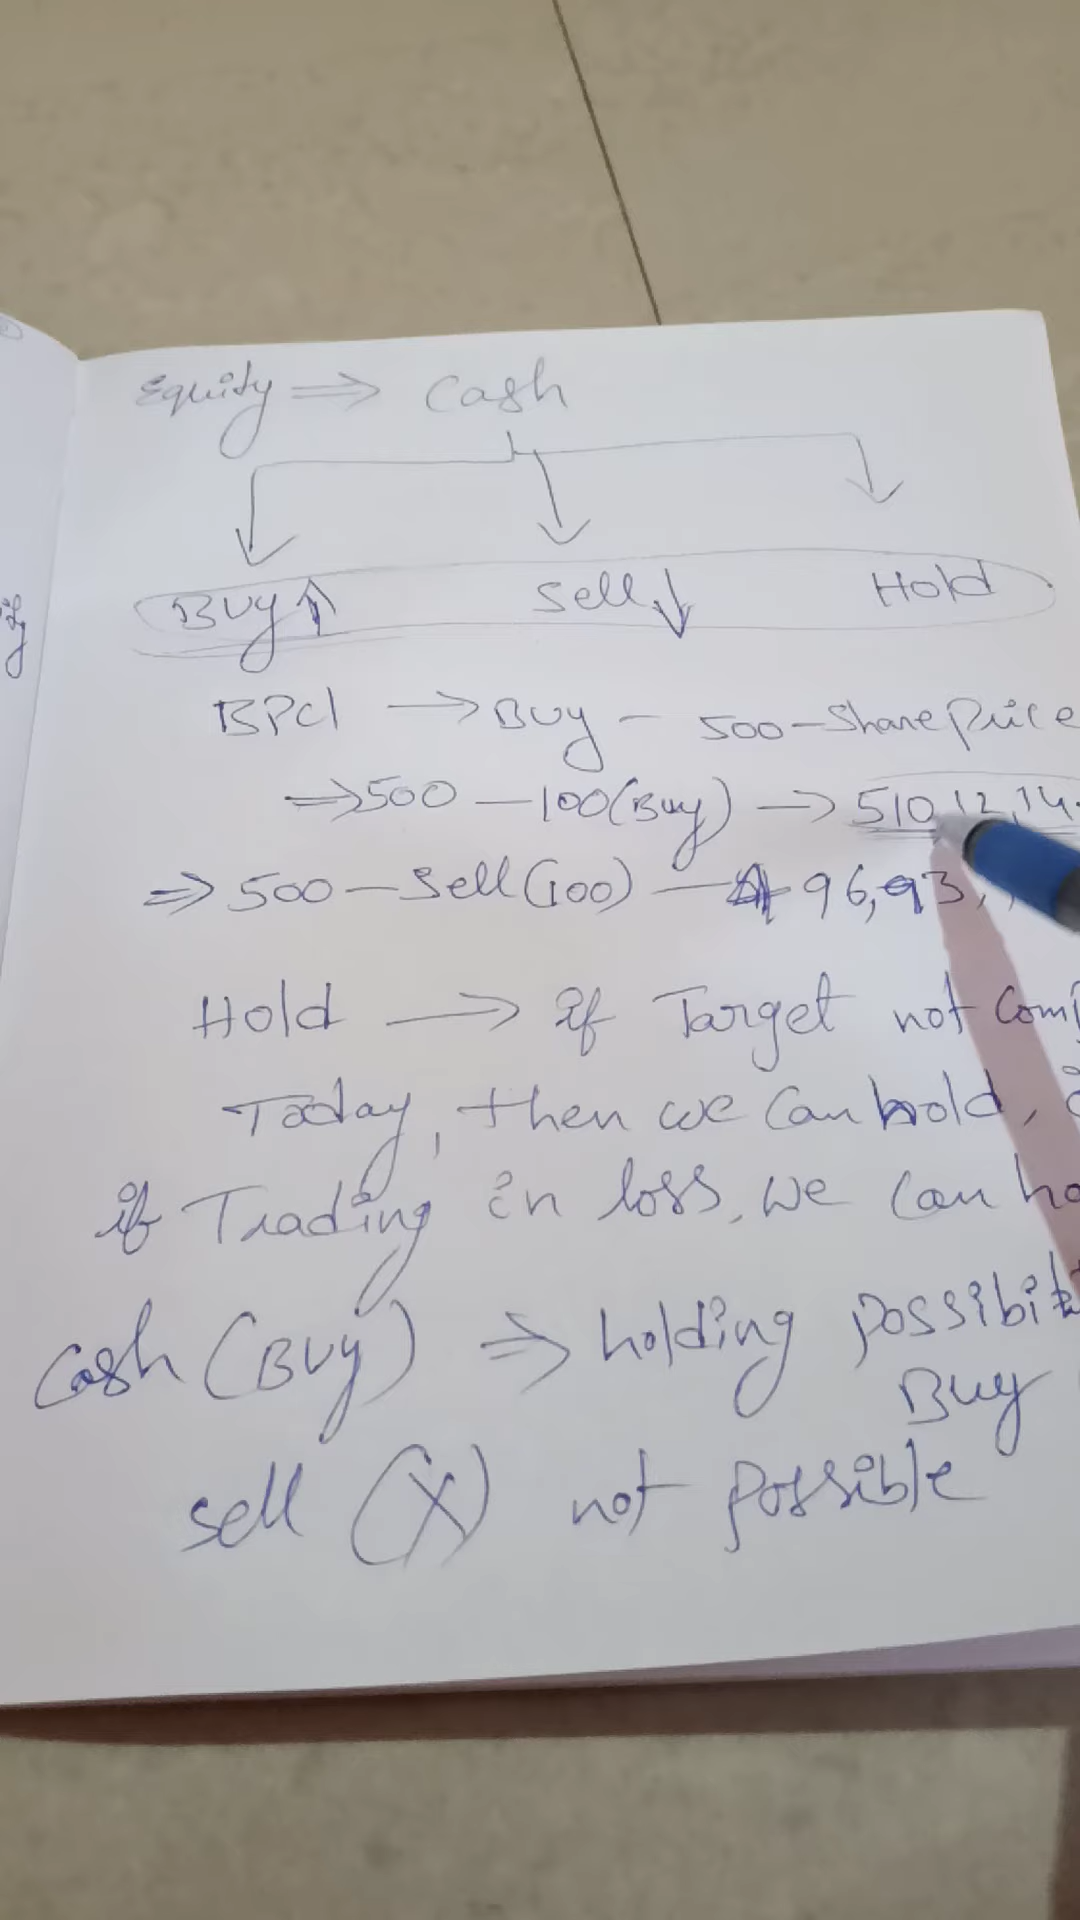 Equity ⇒ Cash
Buy ↑ Sell ↓ Hold
BPCl → Buy - 500 - Share Price
⇒ 500 - 100 (Buy) → 510, 12, 14
⇒ 500 - Sell (100) - 96, 93,
Hold → if Target not
Today, then we can hold,
if Trading in loss, we can
Cash (Buy) ⇒ holding
Buy
sell (X) not possible